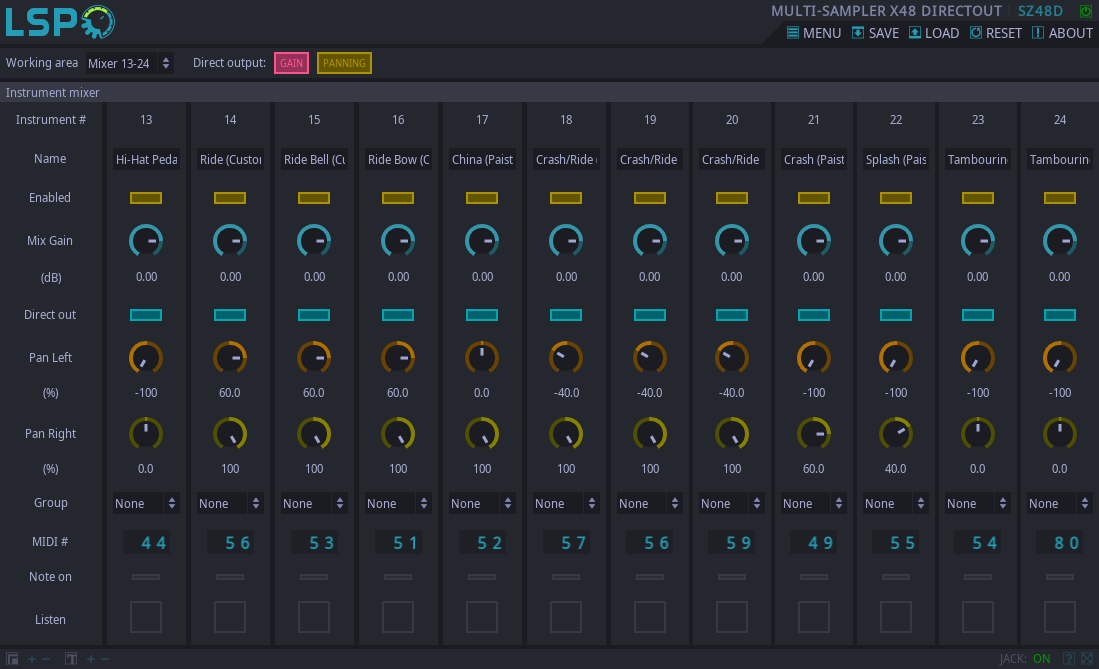 LSP MULTI-SAMPLER X48 DIRECTOUT SZ48D
MENU SAVE LOAD RESET ABOUT
Working area Mixer 13-24 Direct output: GAIN PANNING
Instrument mixer
Instrument # 13 14 15 16 17 18 19 20 21 22 23 24
Name Hi-Hat Peda Ride (Custor Ride Bell (Cu Ride Bow (C China (Paist Crash/Ride ( Crash/Ride Crash/Ride Crash (Paist Splash (Pais Tambourin Tambourin
Enabled
Mix Gain
(dB) 0.00 0.00 0.00 0.00 0.00 0.00 0.00 0.00 0.00 0.00 0.00 0.00
Direct out
Pan Left
(%) -100 60.0 60.0 60.0 0.0 -40.0 -40.0 -40.0 -100 -100 -100 -100
Pan Right
(%) 0.0 100 100 100 100 100 100 100 60.0 40.0 0.0 0.0
Group None None None None None None None None None None None None
MIDI # 44 56 53 51 52 57 56 59 49 55 54 80
Note on
Listen
JACK: ON